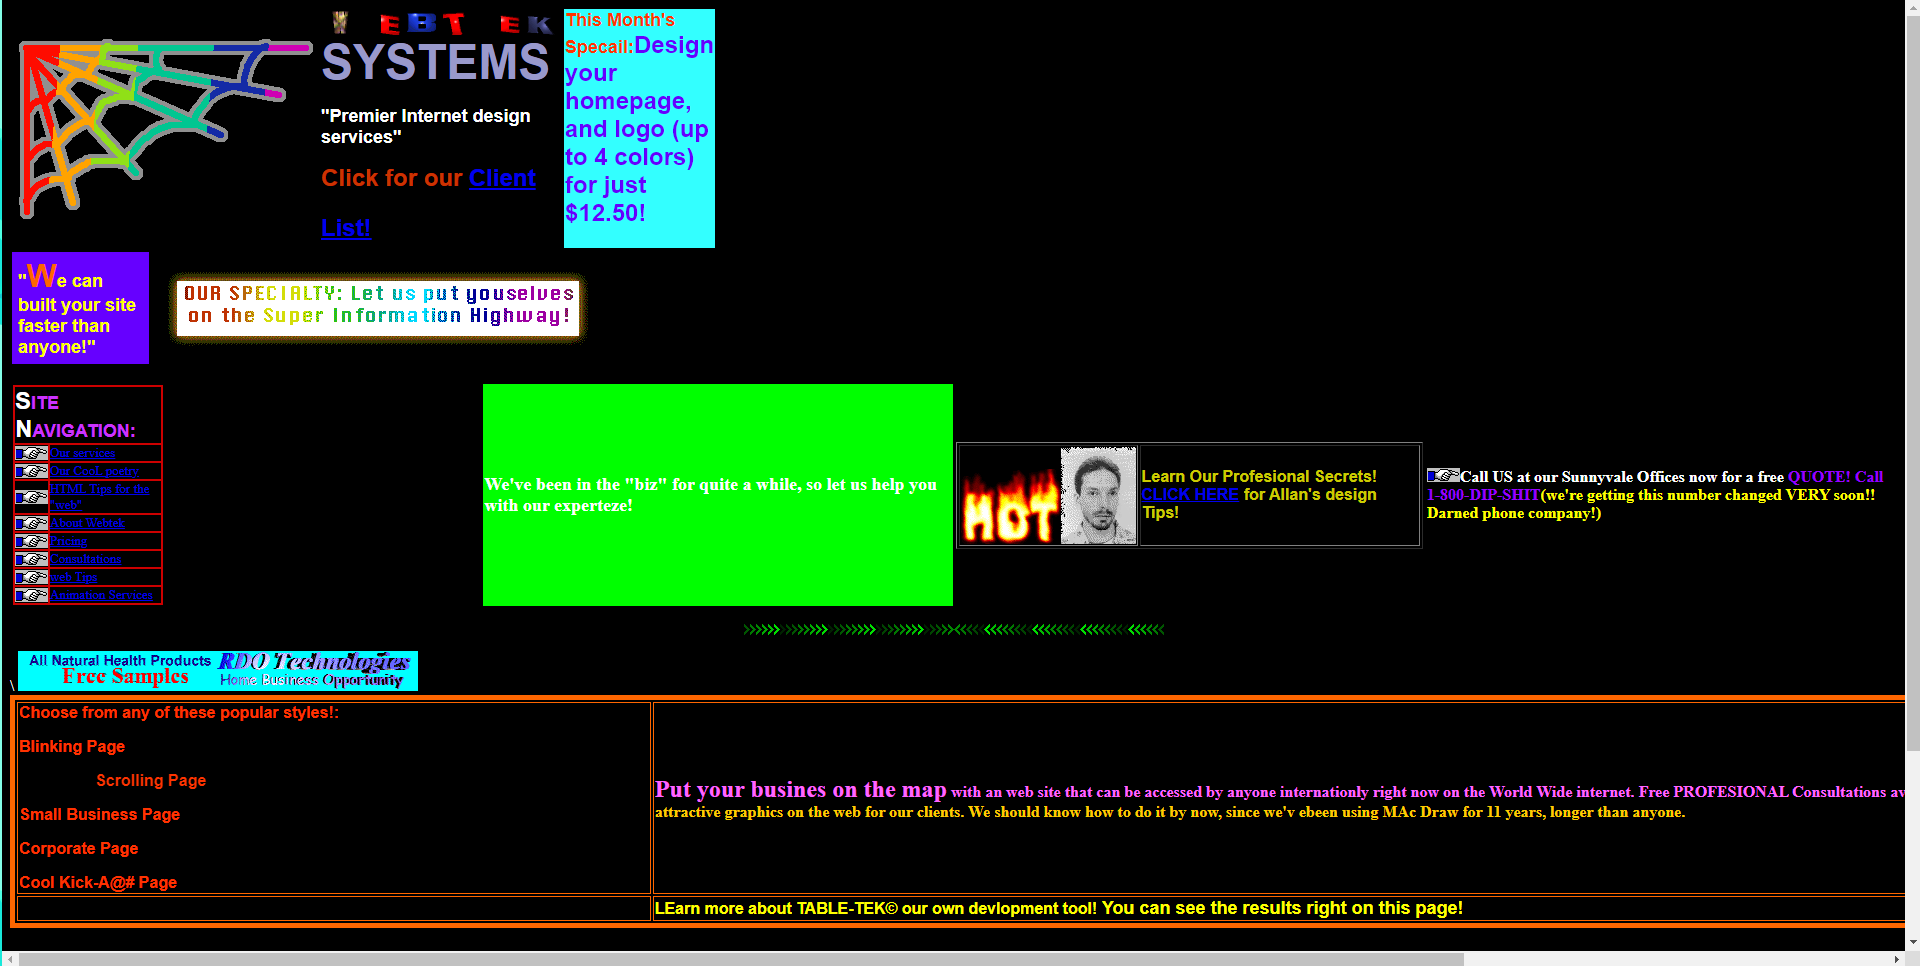 WEBTEK
SYSTEMS
"Premier Internet design
services"
Click for our Client
List!
This Month's
Specail:Design
your
homepage,
and logo (up
to 4 colors)
for just
$12.50!
"We can
built your site
faster than
anyone!"
OUR SPECIALTY: Let us put youselves
on the Super Information Highway!
SITE
NAVIGATION:
Our services
Our CooL poetry
HTML Tips for the
"web"
About Webtek
Pricing
Consultations
web Tips
Animation Services
We've been in the "biz" for quite a while, so let us help you
with our experteze!
HOT
Learn Our Profesional Secrets!
CLICK HERE for Allan's design
Tips!
Call US at our Sunnyvale Offices now for a free QUOTE! Call
1-800-DIP-SHIT(we're getting this number changed VERY soon!!
Darned phone company!)
>>>>>> >>>>>> >>>>>> >>>>>> >>>>><<<<< <<<<<< <<<<<< <<<<<< <<<<<<
All Natural Health Products RDO Technologies
Free Samples Home Business Opportunity
\
Choose from any of these popular styles!:
Blinking Page
Scrolling Page
Small Business Page
Corporate Page
Cool Kick-A@# Page
Put your busines on the map with an web site that can be accessed by anyone internationly right now on the World Wide internet. Free PROFESIONAL Consultations av
attractive graphics on the web for our clients. We should know how to do it by now, since we'v ebeen using MAc Draw for 11 years, longer than anyone.
LEarn more about TABLE-TEK© our own devlopment tool! You can see the results right on this page!